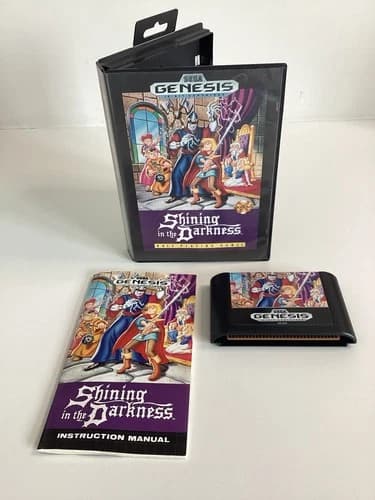 SEGA
GENESIS
Shining
in the Darkness
ROLE PLAYING GAME
SEGA
GENESIS
Shining
in the Darkness
INSTRUCTION MANUAL
SEGA
GENESIS